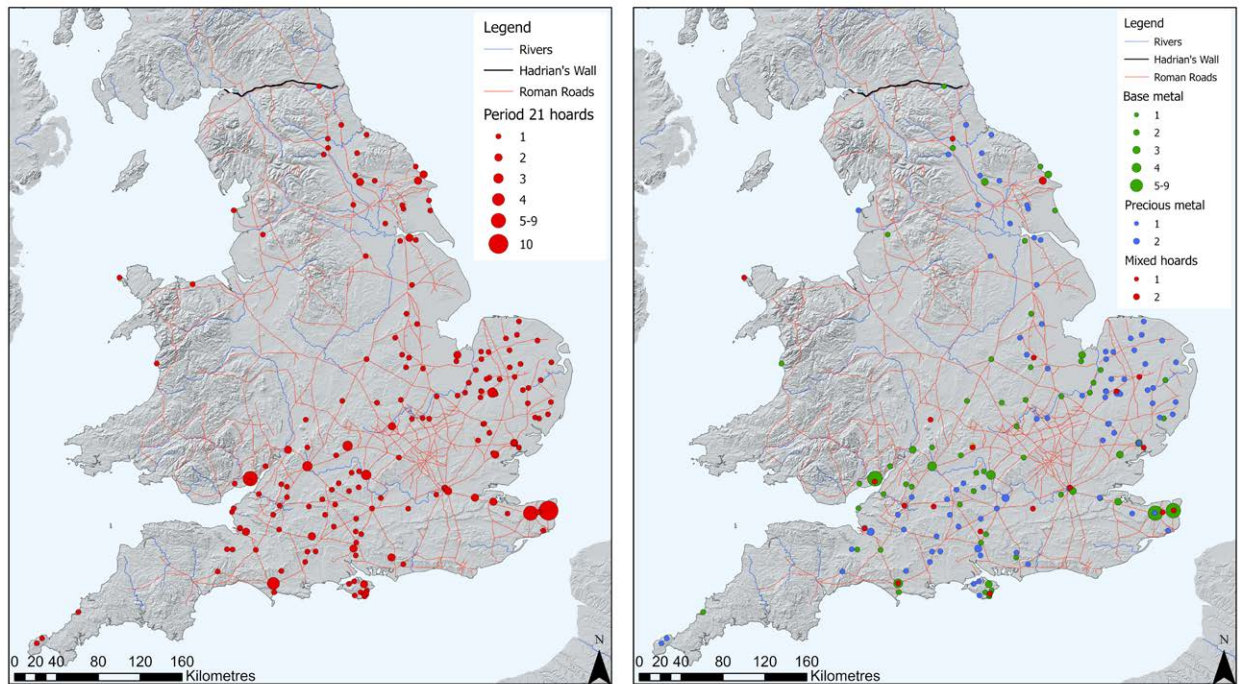 Legend
Rivers
Hadrian's Wall
Roman Roads
Period 21 hoards
1
2
3
4
5-9
10
N
0 20 40 80 120 160
Kilometres
Legend
Rivers
Hadrian's Wall
Roman Roads
Base metal
1
2
3
4
5-9
Precious metal
1
2
Mixed hoards
1
2
N
0 20 40 80 120 160
Kilometres